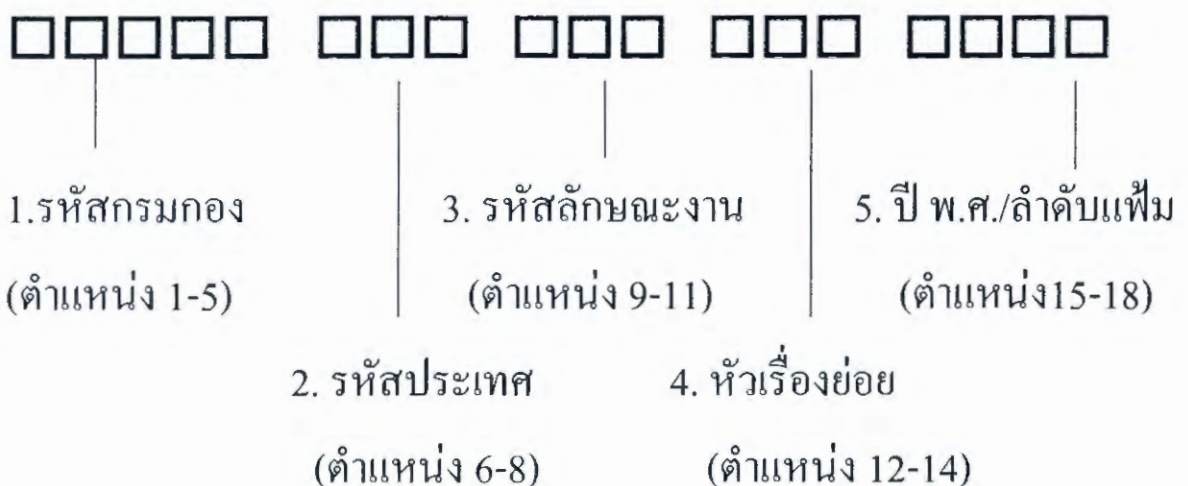 1.รหัสกรมกอง 3. รหัสลักษณะงาน 5. ปี พ.ศ./ลำดับแฟ้ม
(ตำแหน่ง 1-5) (ตำแหน่ง 9-11) (ตำแหน่ง15-18)
2. รหัสประเทศ 4. หัวเรื่องย่อย
(ตำแหน่ง 6-8) (ตำแหน่ง 12-14)